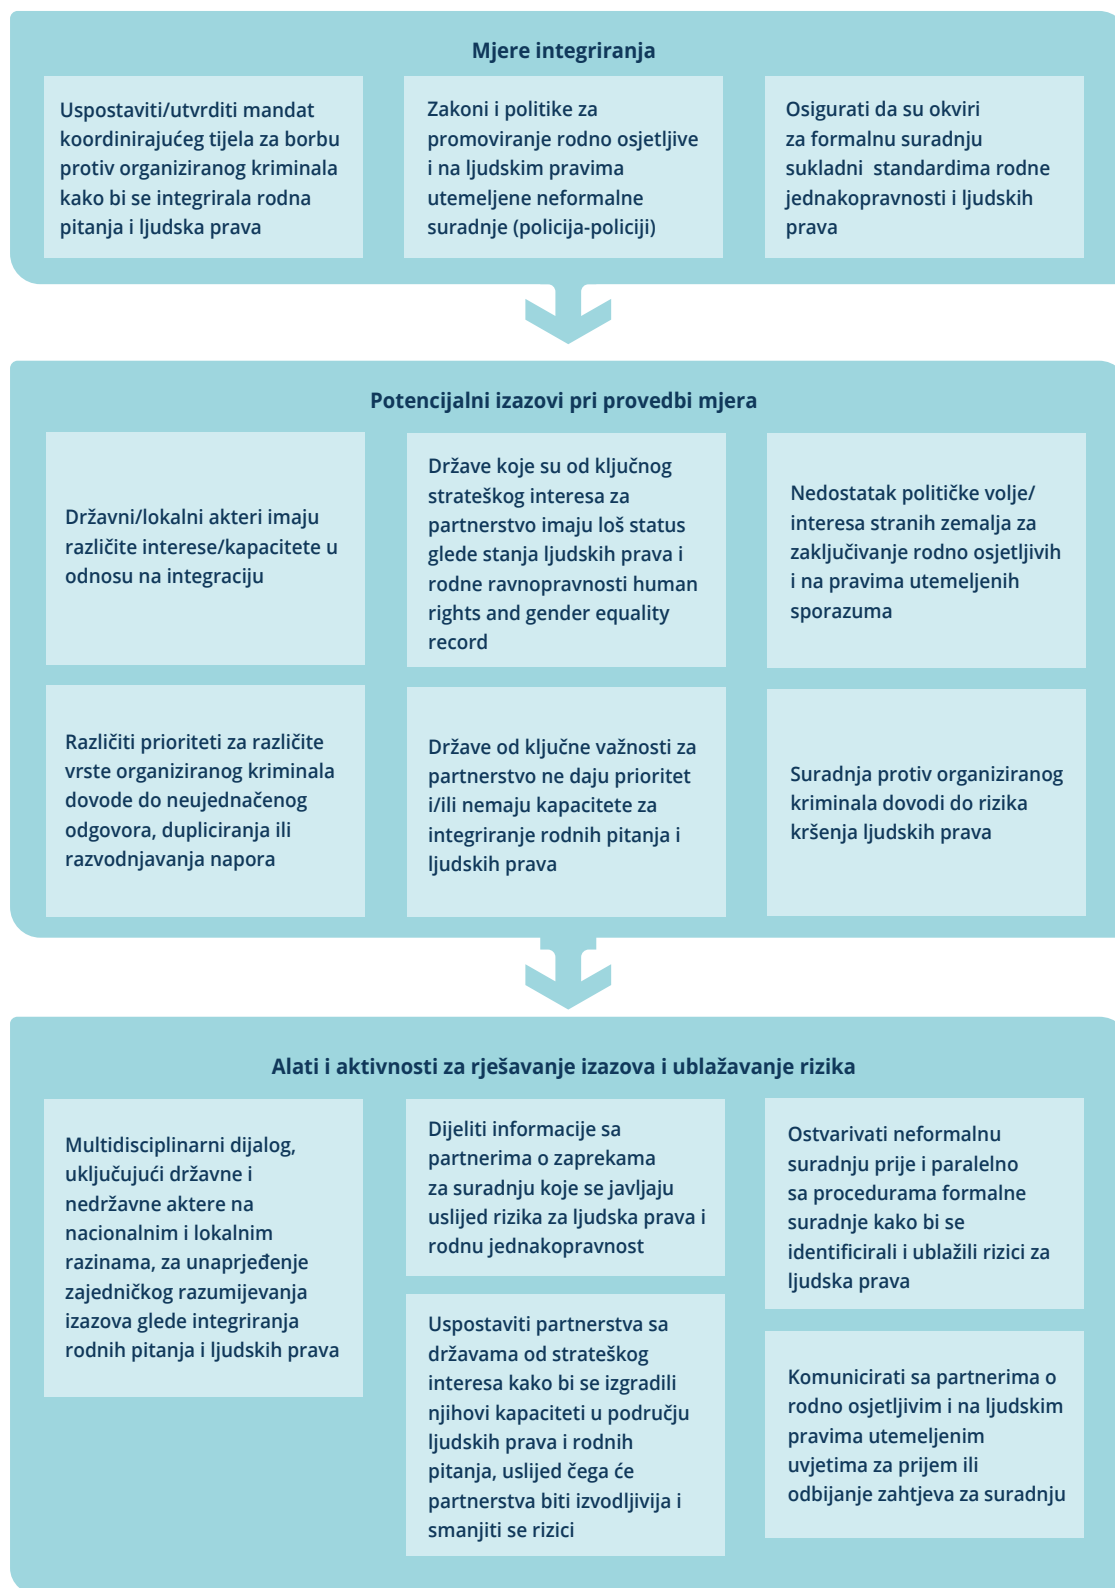 Mjere integriranja
Uspostaviti/utvrditi mandat
koordinirajućeg tijela za borbu
protiv organiziranog kriminala
kako bi se integrirala rodna
pitanja i ljudska prava
Zakoni i politike za
promoviranje rodno osjetljive
i na ljudskim pravima
utemeljene neformalne
suradnje (policija-policiji)
Osigurati da su okviri
za formalnu suradnju
sukladni standardima rodne
jednakopravnosti i ljudskih
prava
Potencijalni izazovi pri provedbi mjera
Državni/lokalni akteri imaju
različite interese/kapacitete u
odnosu na integraciju
Države koje su od ključnog
strateškog interesa za
partnerstvo imaju loš status
glede stanja ljudskih prava i
rodne ravnopravnosti human
rights and gender equality
record
Nedostatak političke volje/
interesa stranih zemalja za
zaključivanje rodno osjetljivih
i na pravima utemeljenih
sporazuma
Različiti prioriteti za različite
vrste organiziranog kriminala
dovode do neujednačenog
odgovora, dupliciranja ili
razvodnjavanja napora
Države od ključne važnosti za
partnerstvo ne daju prioritet
i/ili nemaju kapacitete za
integriranje rodnih pitanja i
ljudskih prava
Suradnja protiv organiziranog
kriminala dovodi do rizika
kršenja ljudskih prava
Alati i aktivnosti za rješavanje izazova i ublažavanje rizika
Multidisciplinarni dijalog,
uključujući državne i
nedržavne aktere na
nacionalnim i lokalnim
razinama, za unaprjeđenje
zajedničkog razumijevanja
izazova glede integriranja
rodnih pitanja i ljudskih prava
Dijeliti informacije sa
partnerima o zaprekama
za suradnju koje se javljaju
uslijed rizika za ljudska prava i
rodnu jednakopravnost
Uspostaviti partnerstva sa
državama od strateškog
interesa kako bi se izgradili
njihovi kapaciteti u području
ljudskih prava i rodnih
pitanja, uslijed čega će
partnerstva biti izvodljivija i
smanjiti se rizici
Ostvarivati neformalnu
suradnju prije i paralelno
sa procedurama formalne
suradnje kako bi se
identificirali i ublažili rizici za
ljudska prava
Komunicirati sa partnerima o
rodno osjetljivim i na ljudskim
pravima utemeljenim
uvjetima za prijem ili
odbijanje zahtjeva za suradnju